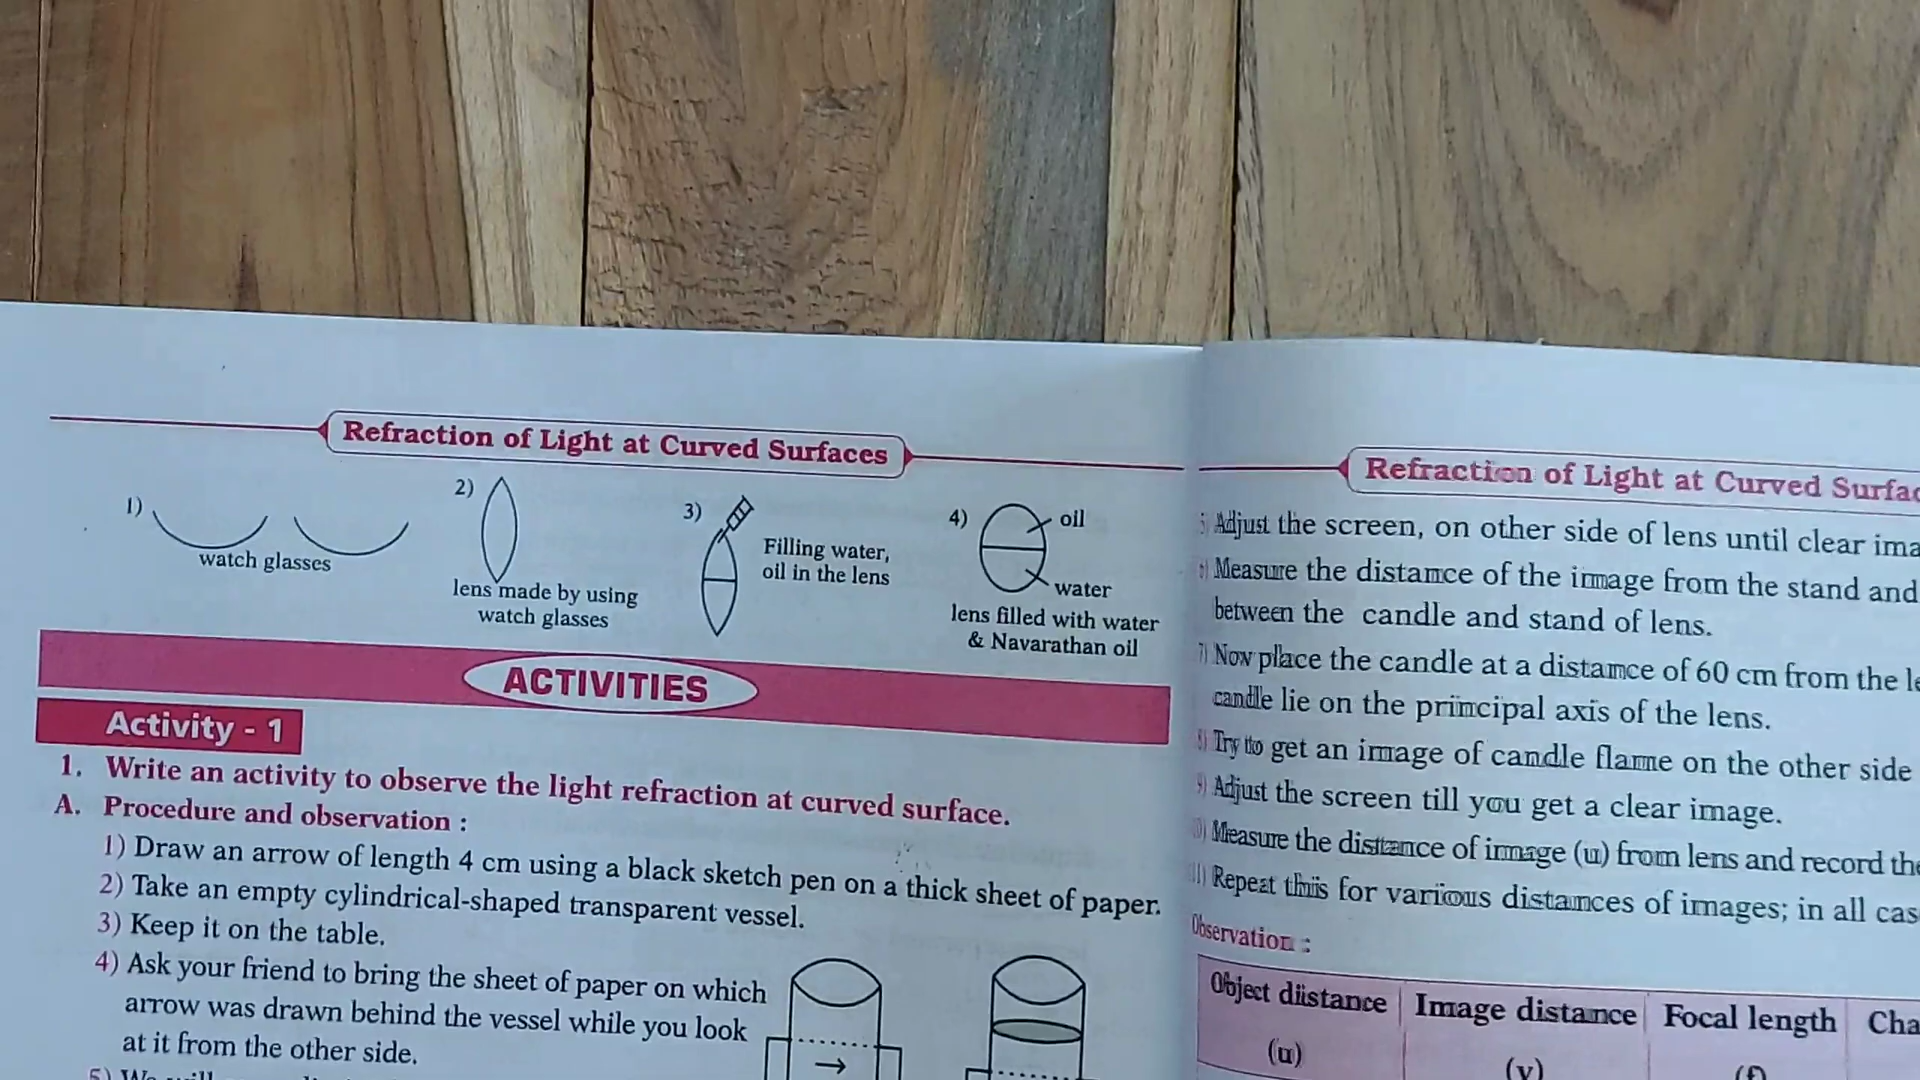 Refraction of Light at Curved Surfaces
1)
watch glasses
2)
lens made by using
watch glasses
3)
Filling water,
oil in the lens
4)
oil
water
lens filled with water
& Navarathan oil
ACTIVITIES
Activity - 1
1. Write an activity to observe the light refraction at curved surface.
A. Procedure and observation :
1) Draw an arrow of length 4 cm using a black sketch pen on a thick sheet of paper.
2) Take an empty cylindrical-shaped transparent vessel.
3) Keep it on the table.
4) Ask your friend to bring the sheet of paper on which
arrow was drawn behind the vessel while you look
at it from the other side.
5)
Refraction of Light at Curved
Adjust the screen, on other side of lens until clear
Measure the distance of the image from the stand and
between the candle and stand of lens.
7) Now place the candle at a distance of 60 cm from the
candle lie on the principal axis of the lens.
Try to get an image of candle flame on the other side
9) Adjust the screen till you get a clear image.
Measure the distance of image (u) from lens and record
11) Repeat this for various distances of images; in all
Observation :
Object distance
(u)
Image distance
(v)
Focal length
(f)